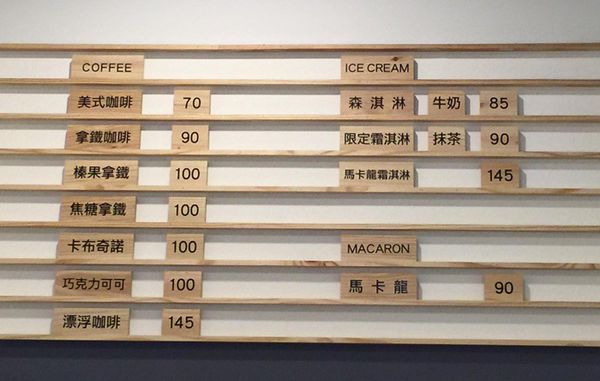 COFFEE
美式咖啡 70
拿鐵咖啡 90
榛果拿鐵 100
焦糖拿鐵 100
卡布奇諾 100
巧克力可可 100
漂浮咖啡 145
ICE CREAM
森淇淋 牛奶 85
限定霜淇淋 抹茶 90
馬卡龍霜淇淋 145
MACARON
馬卡龍 90